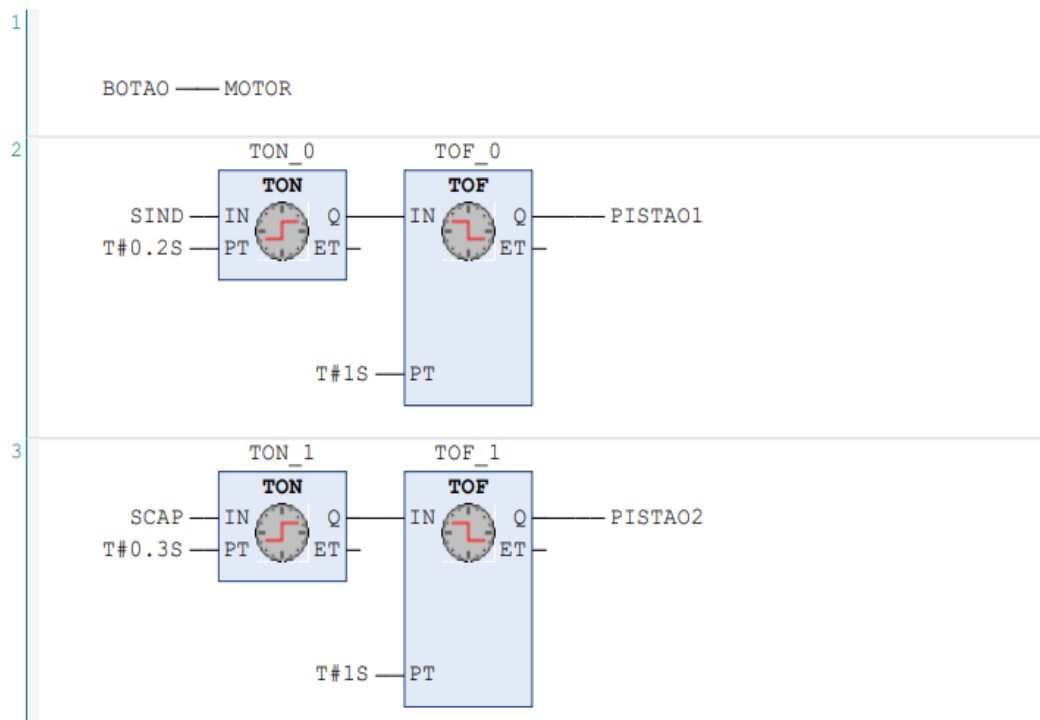 1
BOTAO MOTOR
2
TON_0 TOF_0
TON TOF
SIND IN Q IN Q PISTAO1
T#0.2S PT ET ET
T#1S PT
3
TON_1 TOF_1
TON TOF
SCAP IN Q IN Q PISTAO2
T#0.3S PT ET ET
T#1S PT